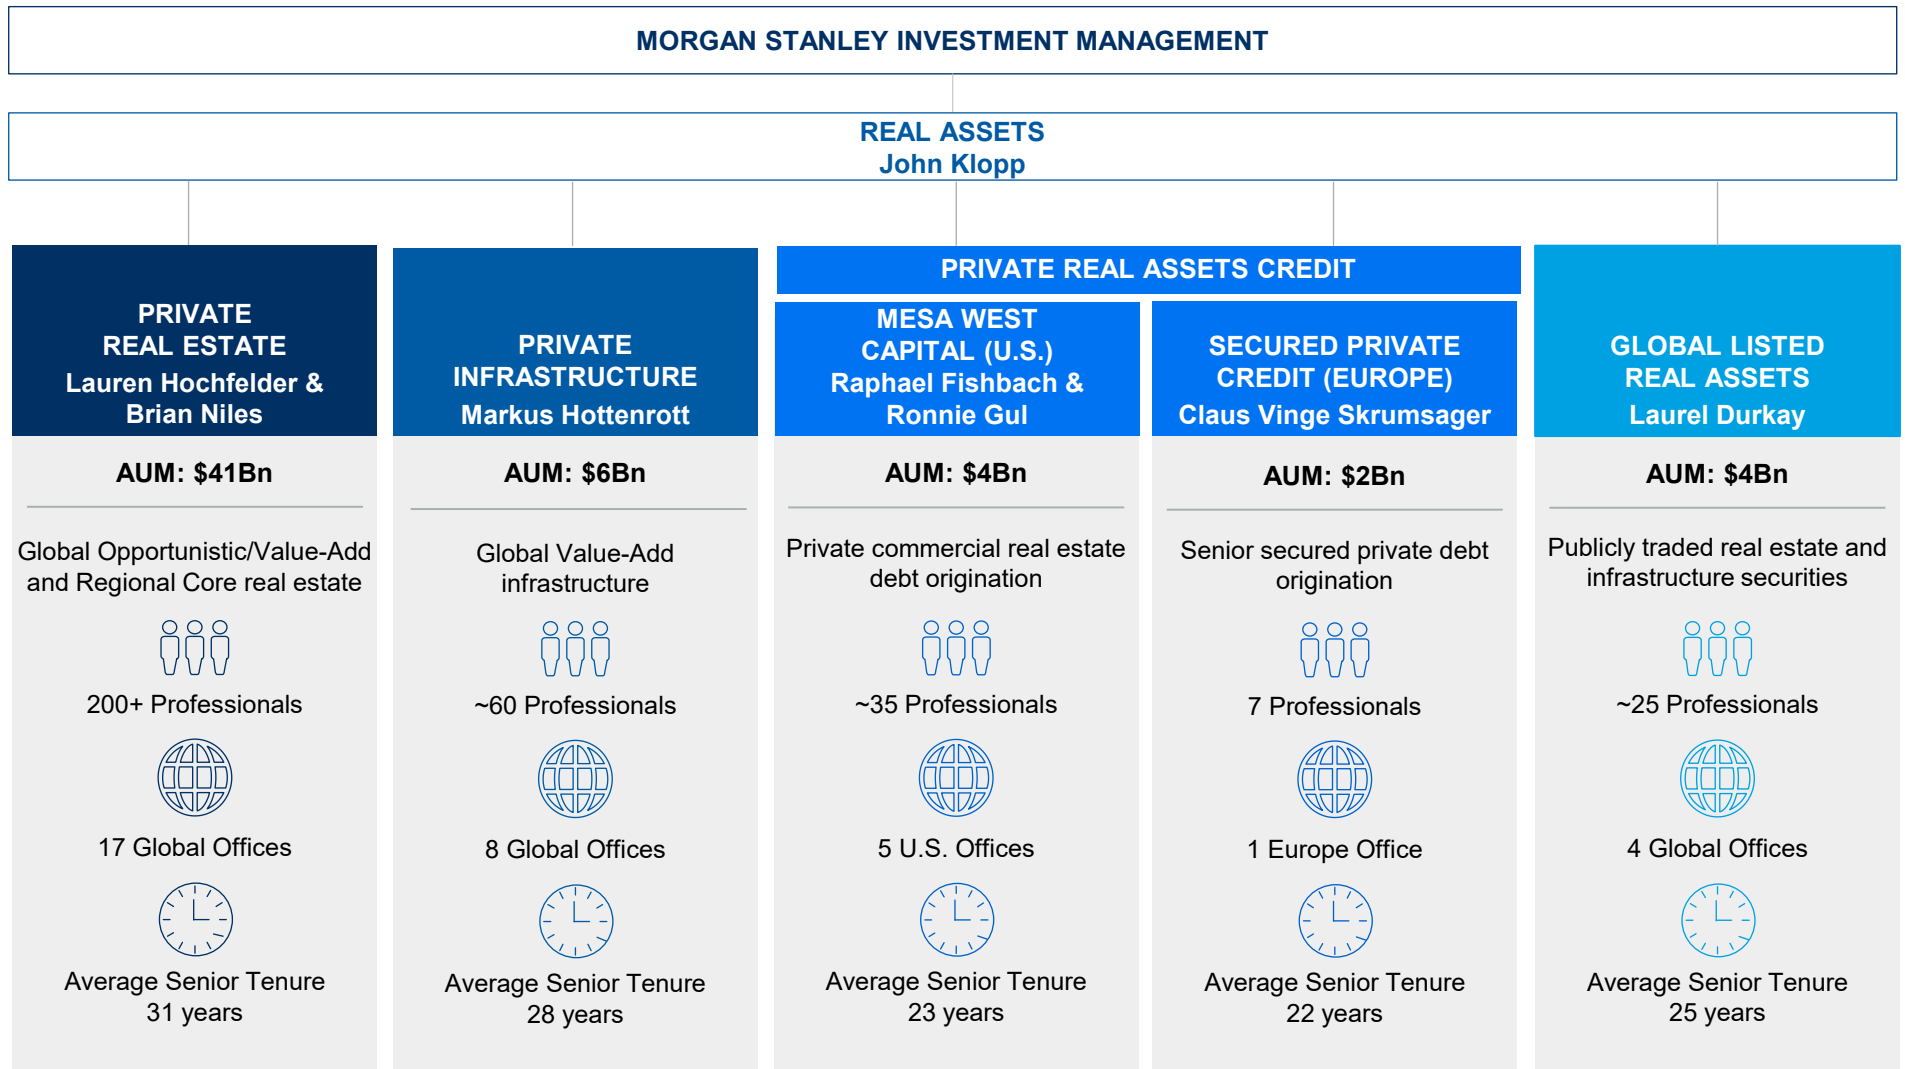 MORGAN STANLEY INVESTMENT MANAGEMENT
REAL ASSETS
John Klopp
PRIVATE
REAL ESTATE
Lauren Hochfelder &
Brian Niles
AUM: $41Bn
Global Opportunistic/Value-Add
and Regional Core real estate
200+ Professionals
17 Global Offices
Average Senior Tenure
31 years
PRIVATE
INFRASTRUCTURE
Markus Hottenrott
AUM: $6Bn
Global Value-Add
infrastructure
~60 Professionals
8 Global Offices
Average Senior Tenure
28 years
PRIVATE REAL ASSETS CREDIT
MESA WEST
CAPITAL (U.S.)
Raphael Fishbach &
Ronnie Gul
AUM: $4Bn
Private commercial real estate
debt origination
~35 Professionals
5 U.S. Offices
Average Senior Tenure
23 years
SECURED PRIVATE
CREDIT (EUROPE)
Claus Vinge Skrumsager
AUM: $2Bn
Senior secured private debt
origination
7 Professionals
1 Europe Office
Average Senior Tenure
22 years
GLOBAL LISTED
REAL ASSETS
Laurel Durkay
AUM: $4Bn
Publicly traded real estate and
infrastructure securities
~25 Professionals
4 Global Offices
Average Senior Tenure
25 years